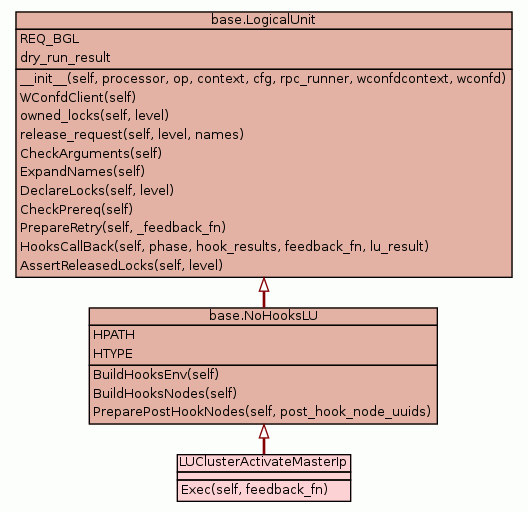 base.LogicalUnit
REQ_BGL
dry_run_result
__init__(self, processor, op, context, cfg, rpc_runner, wconfdcontext, wconfd)
WConfdClient(self)
owned_locks(self, level)
release_request(self, level, names)
CheckArguments(self)
ExpandNames(self)
DeclareLocks(self, level)
CheckPrereq(self)
PrepareRetry(self, _feedback_fn)
HooksCallBack(self, phase, hook_results, feedback_fn, lu_result)
AssertReleasedLocks(self, level)
base.NoHooksLU
HPATH
HTYPE
BuildHooksEnv(self)
BuildHooksNodes(self)
PreparePostHookNodes(self, post_hook_node_uuids)
LUClusterActivateMasterIp
Exec(self, feedback_fn)